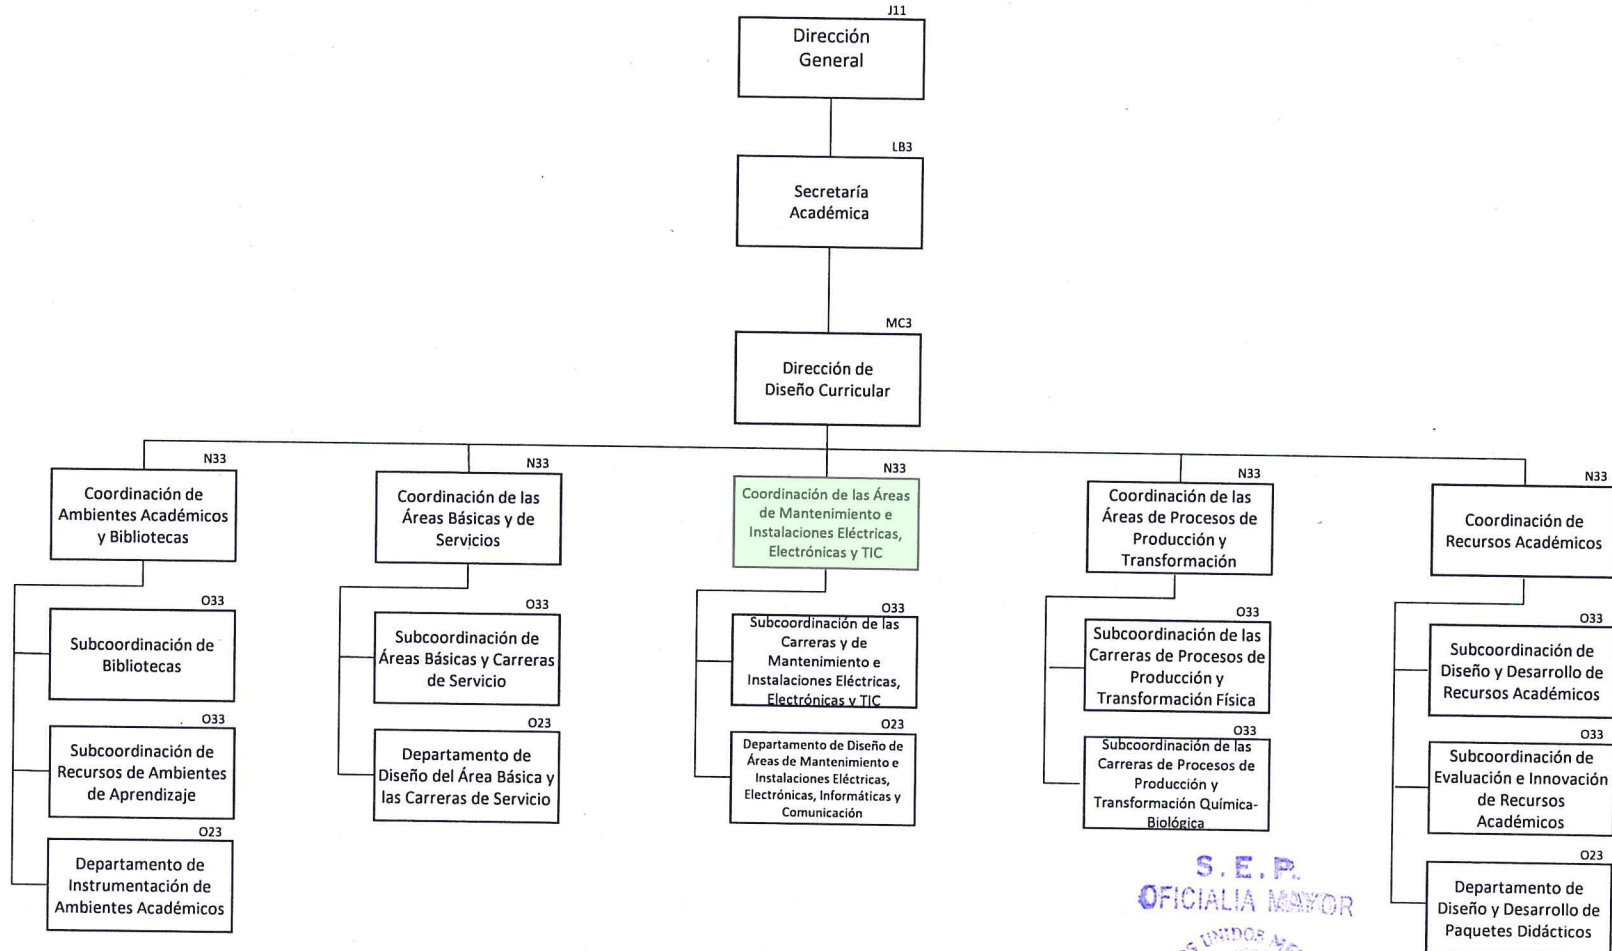 J11
Dirección
General
LB3
Secretaría
Académica
MC3
Dirección de
Diseño Curricular
N33
Coordinación de
Ambientes Académicos
y Bibliotecas
N33
Coordinación de las
Áreas Básicas y de
Servicios
N33
Coordinación de las Áreas
de Mantenimiento e
Instalaciones Eléctricas,
Electrónicas y TIC
N33
Coordinación de las
Áreas de Procesos de
Producción y
Transformación
N33
Coordinación de
Recursos Académicos
O33
Subcoordinación de
Bibliotecas
O33
Subcoordinación de
Recursos de Ambientes
de Aprendizaje
O23
Departamento de
Instrumentación de
Ambientes Académicos
O33
Subcoordinación de
Áreas Básicas y Carreras
de Servicio
O23
Departamento de
Diseño del Área Básica y
las Carreras de Servicio
O33
Subcoordinación de las
Carreras y de
Mantenimiento e
Instalaciones Eléctricas,
Electrónicas y TIC
O23
Departamento de Diseño de
Áreas de Mantenimiento e
Instalaciones Eléctricas,
Electrónicas, Informáticas y
Comunicación
O33
Subcoordinación de las
Carreras de Procesos de
Producción y
Transformación Física
O33
Subcoordinación de las
Carreras de Procesos de
Producción y
Transformación Química-
Biológica
O33
Subcoordinación de
Diseño y Desarrollo de
Recursos Académicos
O33
Subcoordinación de
Evaluación e Innovación
de Recursos
Académicos
O23
Departamento de
Diseño y Desarrollo de
Paquetes Didácticos
S.E.P.
OFICIALIA MAYOR
UNIDOS